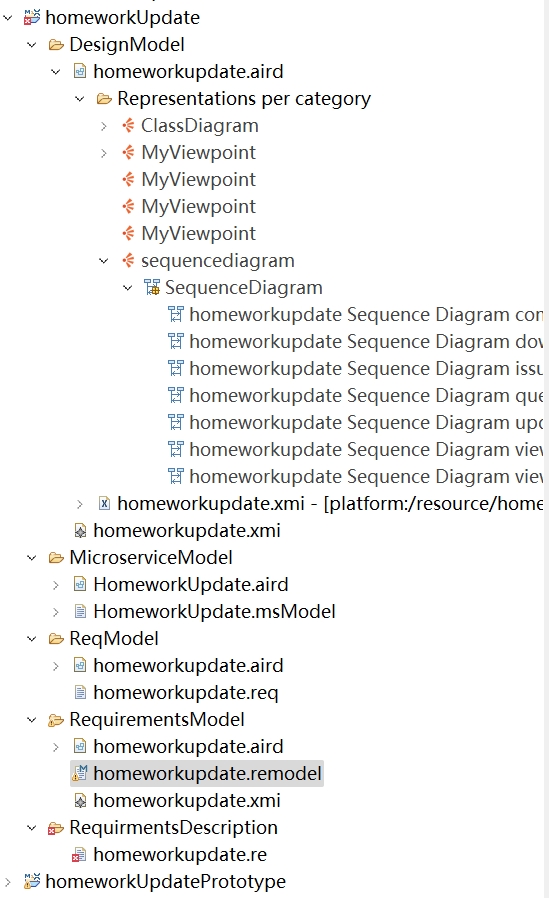 homeworkUpdate
DesignModel
homeworkupdate.aird
Representations per category
ClassDiagram
MyViewpoint
MyViewpoint
MyViewpoint
MyViewpoint
sequencediagram
SequenceDiagram
homeworkupdate Sequence Diagram con
homeworkupdate Sequence Diagram dov
homeworkupdate Sequence Diagram issu
homeworkupdate Sequence Diagram que
homeworkupdate Sequence Diagram upd
homeworkupdate Sequence Diagram view
homeworkupdate Sequence Diagram view
homeworkupdate.xmi - [platform:/resource/home
homeworkupdate.xmi
MicroserviceModel
HomeworkUpdate.aird
HomeworkUpdate.msModel
ReqModel
homeworkupdate.aird
homeworkupdate.req
RequirementsModel
homeworkupdate.aird
homeworkupdate.remodel
homeworkupdate.xmi
RequirmentsDescription
homeworkupdate.re
homeworkUpdatePrototype